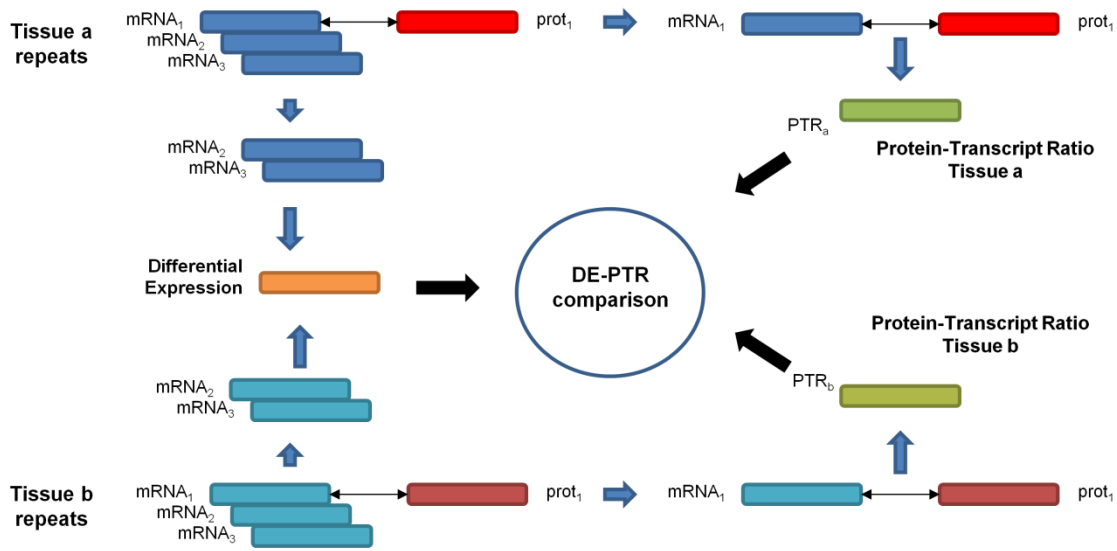 Tissue a
repeats
mRNA₁
mRNA₂
mRNA₃
prot₁
mRNA₁
prot₁
mRNA₂
mRNA₃
PTRₐ
Protein-Transcript Ratio
Tissue a
Differential
Expression
DE-PTR
comparison
Protein-Transcript Ratio
Tissue b
mRNA₂
mRNA₃
PTR_b
Tissue b
repeats
mRNA₁
mRNA₂
mRNA₃
prot₁
mRNA₁
prot₁